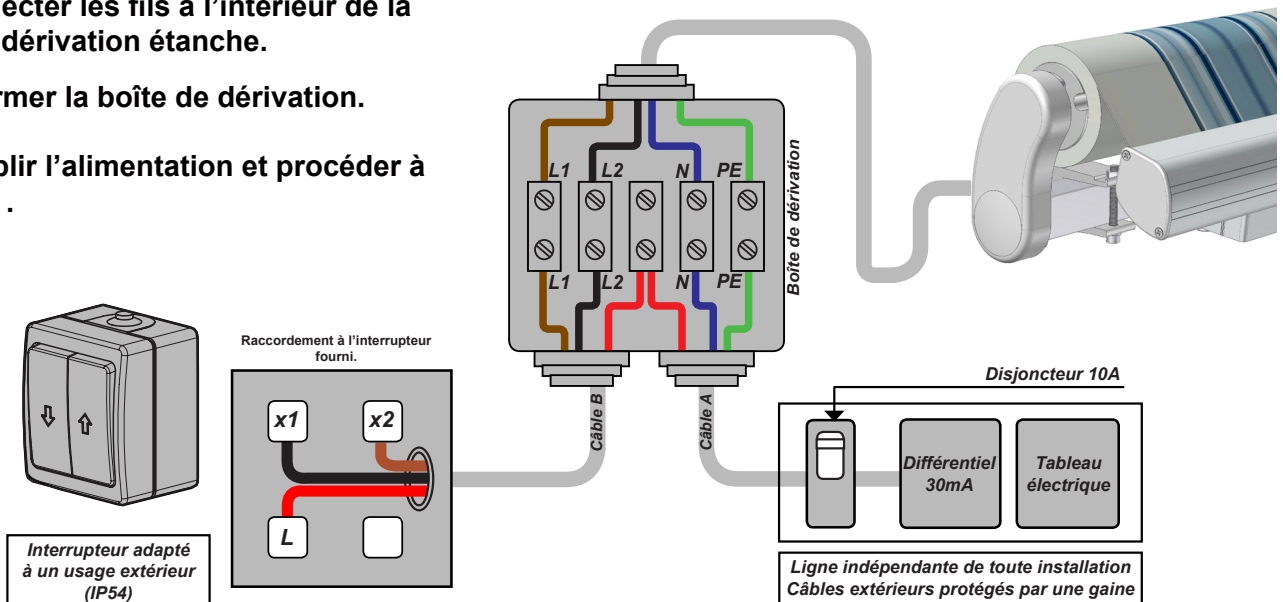 ecter les fils à l'intérieur de la
dérivation étanche.
rmer la boîte de dérivation.
blir l'alimentation et procéder à
.
L1 L2 N PE
L1 L2 N PE
Boîte de dérivation
Raccordement à l'interrupteur
fourni.
x1 x2
L
Câble B
Câble A
Disjoncteur 10A
Différentiel
30mA
Tableau
électrique
Interrupteur adapté
à un usage extérieur
(IP54)
Ligne indépendante de toute installation
Câbles extérieurs protégés par une gaine